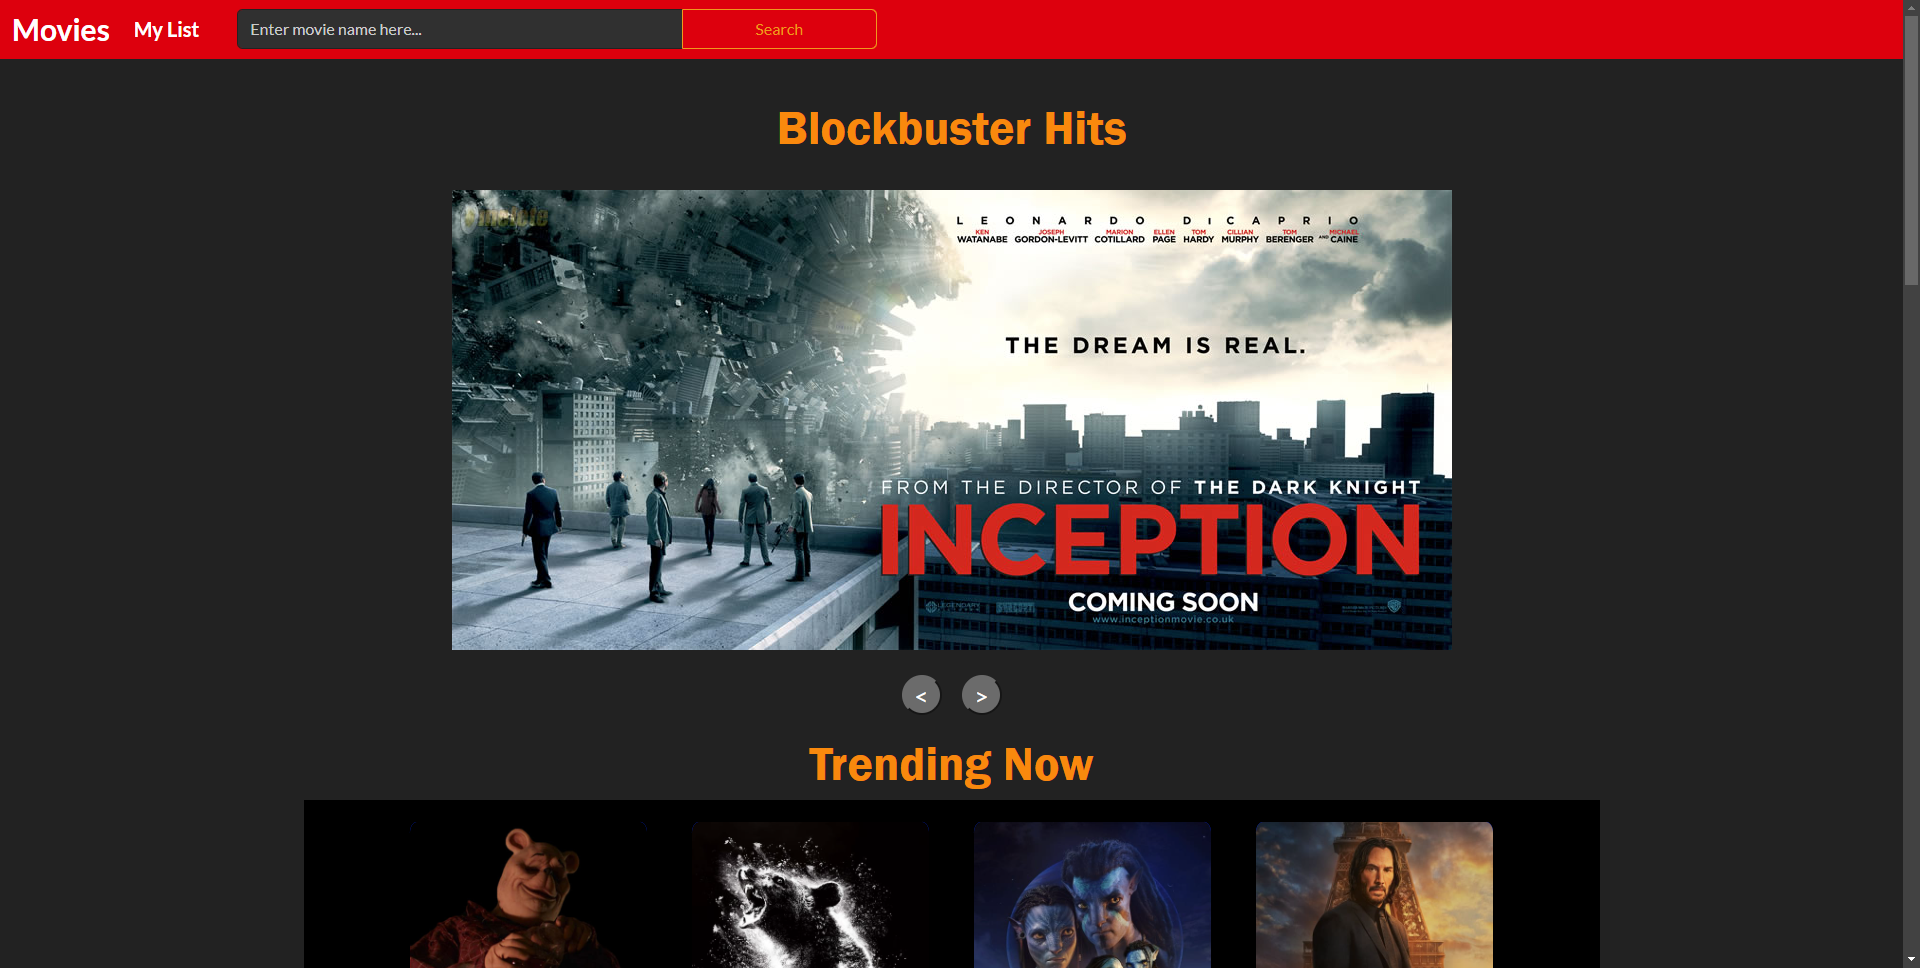 Movies My List Enter movie name here... Search
Blockbuster Hits
LEONARDO DiCAPRIO
KEN JOSEPH MARION ELLEN TOM CILLIAN TOM MICHAEL
WATANABE GORDON-LEVITT COTILLARD PAGE HARDY MURPHY BERENGER AND CAINE
THE DREAM IS REAL.
FROM THE DIRECTOR OF THE DARK KNIGHT
INCEPTION
LEGENDARY
COMING SOON
www.inceptionmovie.co.uk
< >
Trending Now